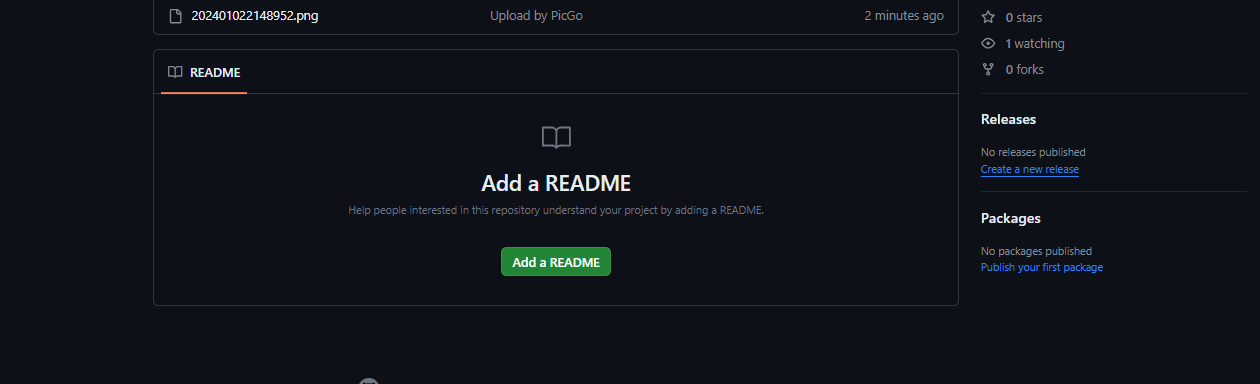 202401022148952.png Upload by PicGo 2 minutes ago
README
Add a README
Help people interested in this repository understand your project by adding a README.
Add a README
0 stars
1 watching
0 forks
Releases
No releases published
Create a new release
Packages
No packages published
Publish your first package